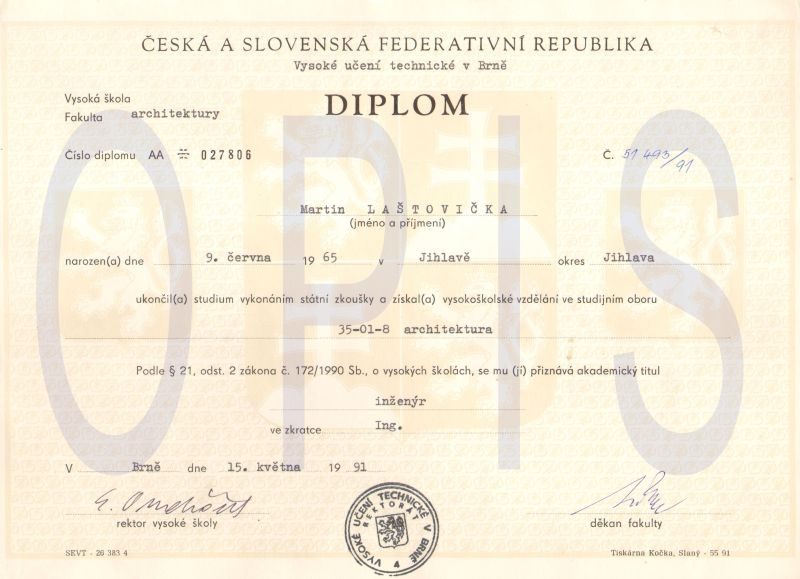 ČESKÁ A SLOVENSKÁ FEDERATIVNÍ REPUBLIKA
Vysoké učení technické v Brně
DIPLOM
Vysoká škola
Fakulta architektury
Číslo diplomu AA 027806
Č. 51 493/91
Martin LAŠTOVIČKA
(jméno a příjmení)
narozen(a) dne 9. června 1965 v Jihlavě okres Jihlava
ukončil(a) studium vykonáním státní zkoušky a získal(a) vysokoškolské vzdělání ve studijním oboru
35-01-8 architektura
Podle § 21, odst. 2 zákona č. 172/1990 Sb., o vysokých školách, se mu (jí) přiznává akademický titul
inženýr
ve zkratce Ing.
V Brně dne 15. května 1991
rektor vysoké školy
děkan fakulty
VYSOKÉ UČENÍ TECHNICKÉ V BRNĚ
REKTORÁT
4
SEVT - 26 383 4
Tiskárna Kočka, Slaný - 55 91
OPIS